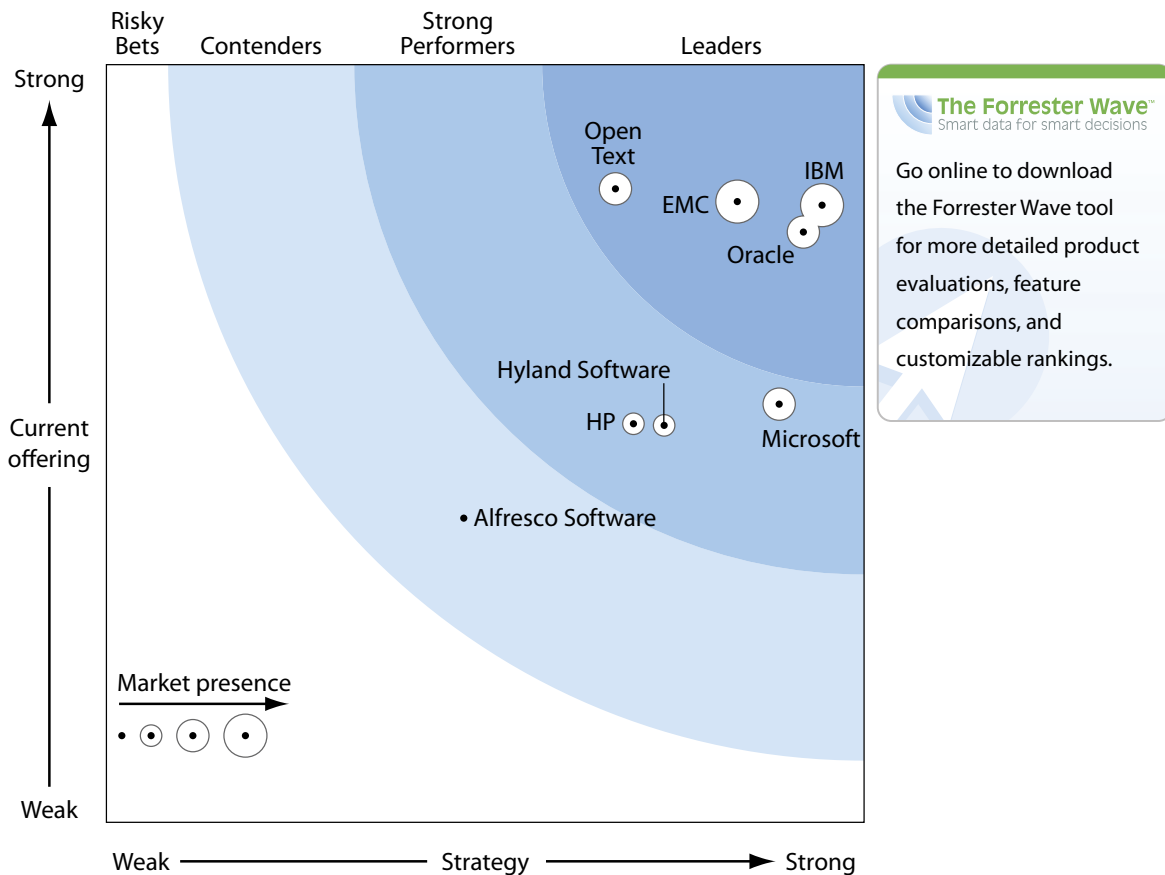 Risky
Bets
Contenders
Strong
Performers
Leaders
Strong
Current
offering
Weak
Open
Text
EMC
IBM
Oracle
Hyland Software
HP
Microsoft
Alfresco Software
Market presence
Weak
Strategy
Strong
The Forrester Wave™
Smart data for smart decisions
Go online to download
the Forrester Wave tool
for more detailed product
evaluations, feature
comparisons, and
customizable rankings.